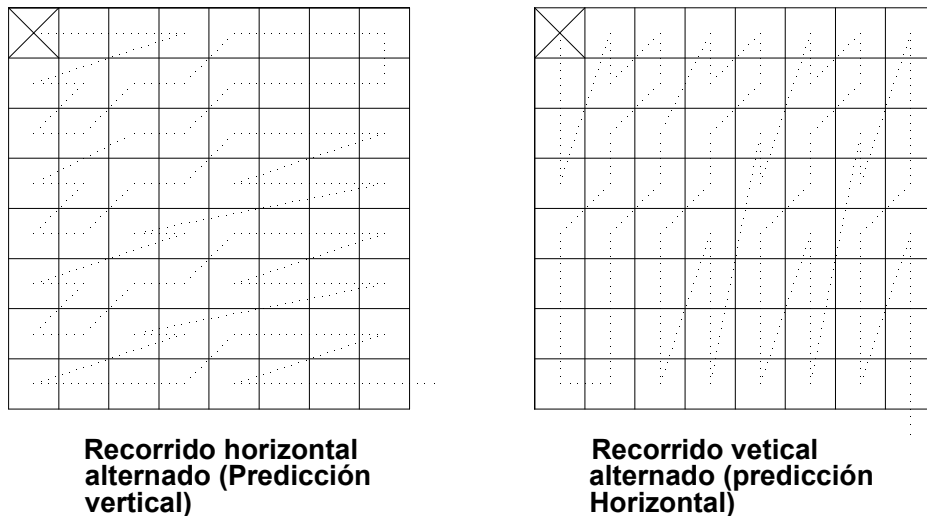 Recorrido horizontal
alternado (Predicción
vertical)
Recorrido vetical
alternado (predicción
Horizontal)